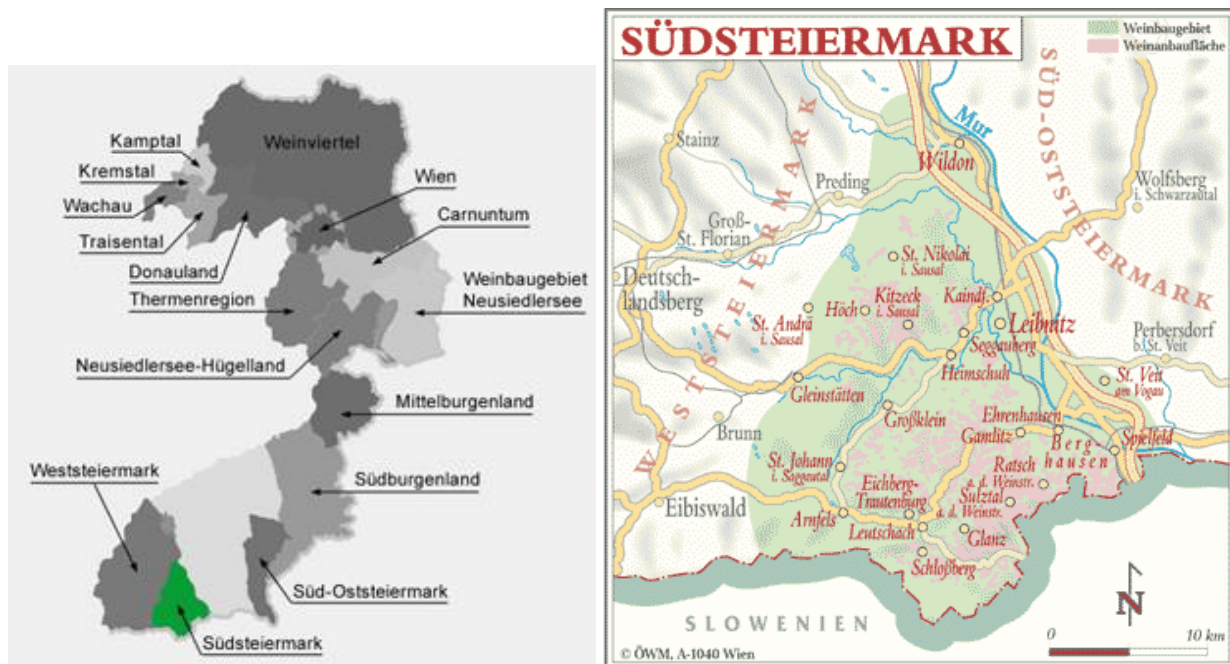 Kamptal
Kremstal
Wachau
Traisental
Donauland
Thermenregion
Neusiedlersee-Hügelland
Weinviertel
Wien
Carnuntum
Weinbaugebiet
Neusiedlersee
Mittelburgenland
Südburgenland
Weststeiermark
Süd-Oststeiermark
Südsteiermark
SÜDSTEIERMARK
Weinbaugebiet
Weinanbaufläche
WESTSTEIERMARK
SÜD-OSTSTEIERMARK
Mur
Stainz
Wildon
Preding
Wolfsberg
i. Schwarzautal
Groß-
St. Florian
Deutsch-
landsberg
St. Nikolai
i. Sausal
Kaindf.
Kitzeck
i. Sausal
Höch
St. Andrä
i. Sausal
Leibnitz
Seggauberg
Heimschuh
Perbersdorf
b. St. Veit
St. Veit
am Vogau
Gleinstätten
Großklein
Brunn
Ehrenhausen
Gamlitz
Berg-
hausen
Spielfeld
St. Johann
i. Saggautal
Ratsch
a. d. Weinstr.
Eichberg-
Trautenburg
Sulztal
a. d. Weinstr.
Eibiswald
Arnfels
Leutschach
Glanz
Schloßberg
SLOWENIEN
N
0 10 km
© ÖWM, A-1040 Wien